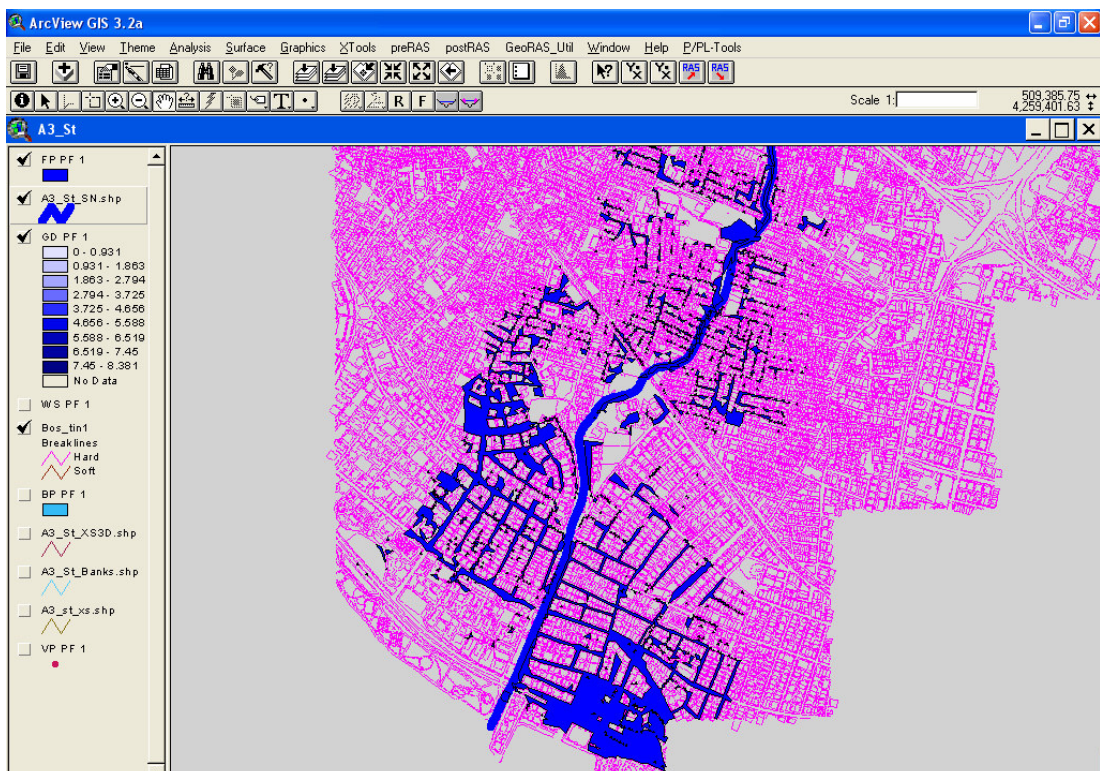 ArcView GIS 3.2a
File Edit View Theme Analysis Surface Graphics XTools preRAS postRAS GeoRAS_Util Window Help P/PL-Tools
RAS RAS
T R F Scale 1: 509,385.75
4,259,401.63
A3_St
FP PF 1
A3_St_SN.shp
GD PF 1
0 - 0.931
0.931 - 1.863
1.863 - 2.794
2.794 - 3.725
3.725 - 4.656
4.656 - 5.588
5.588 - 6.519
6.519 - 7.45
7.45 - 8.381
No Data
WS PF 1
Bos_tin1
Breaklines
Hard
Soft
BP PF 1
A3_St_XS3D.shp
A3_St_Banks.shp
A3_st_xs.shp
VP PF 1